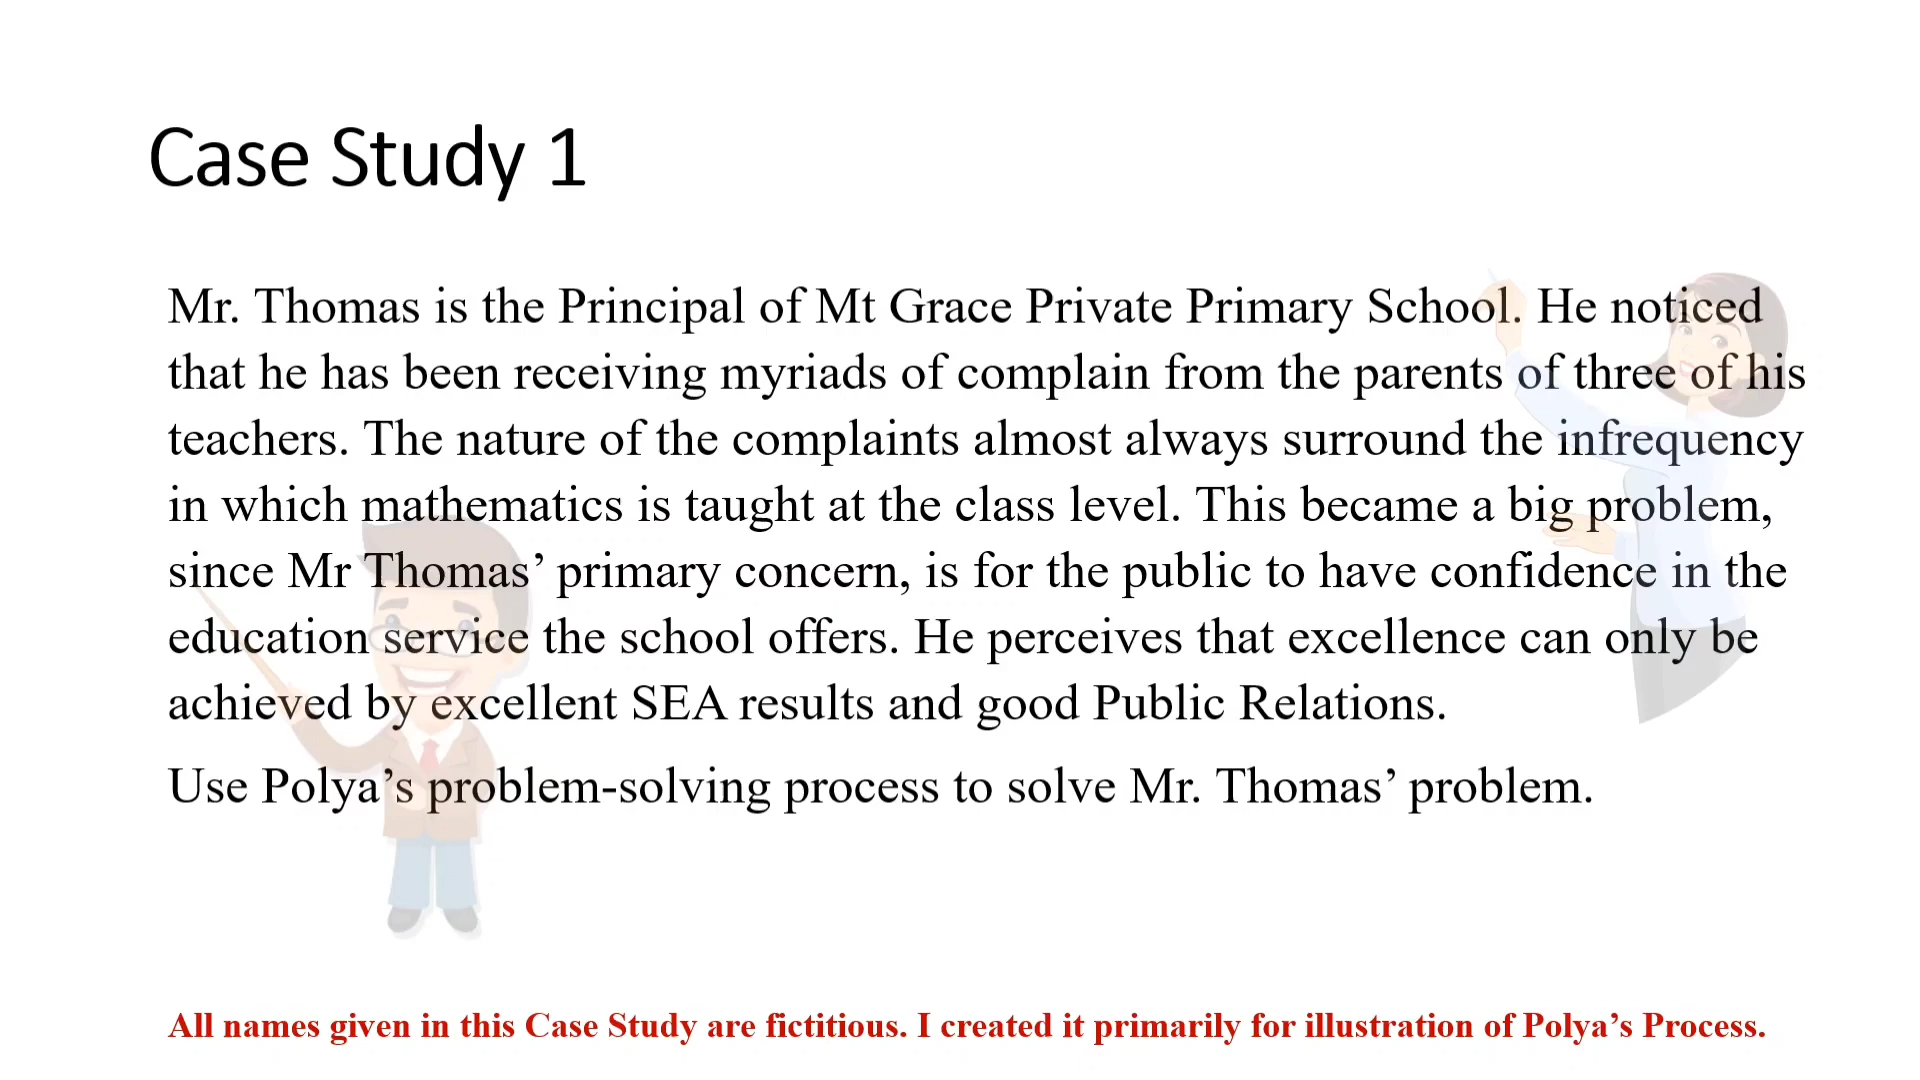 Case Study 1
Mr. Thomas is the Principal of Mt Grace Private Primary School. He noticed
that he has been receiving myriads of complain from the parents of three of his
teachers. The nature of the complaints almost always surround the infrequency
in which mathematics is taught at the class level. This became a big problem,
since Mr Thomas’ primary concern, is for the public to have confidence in the
education service the school offers. He perceives that excellence can only be
achieved by excellent SEA results and good Public Relations.
Use Polya’s problem-solving process to solve Mr. Thomas’ problem.
All names given in this Case Study are fictitious. I created it primarily for illustration of Polya’s Process.